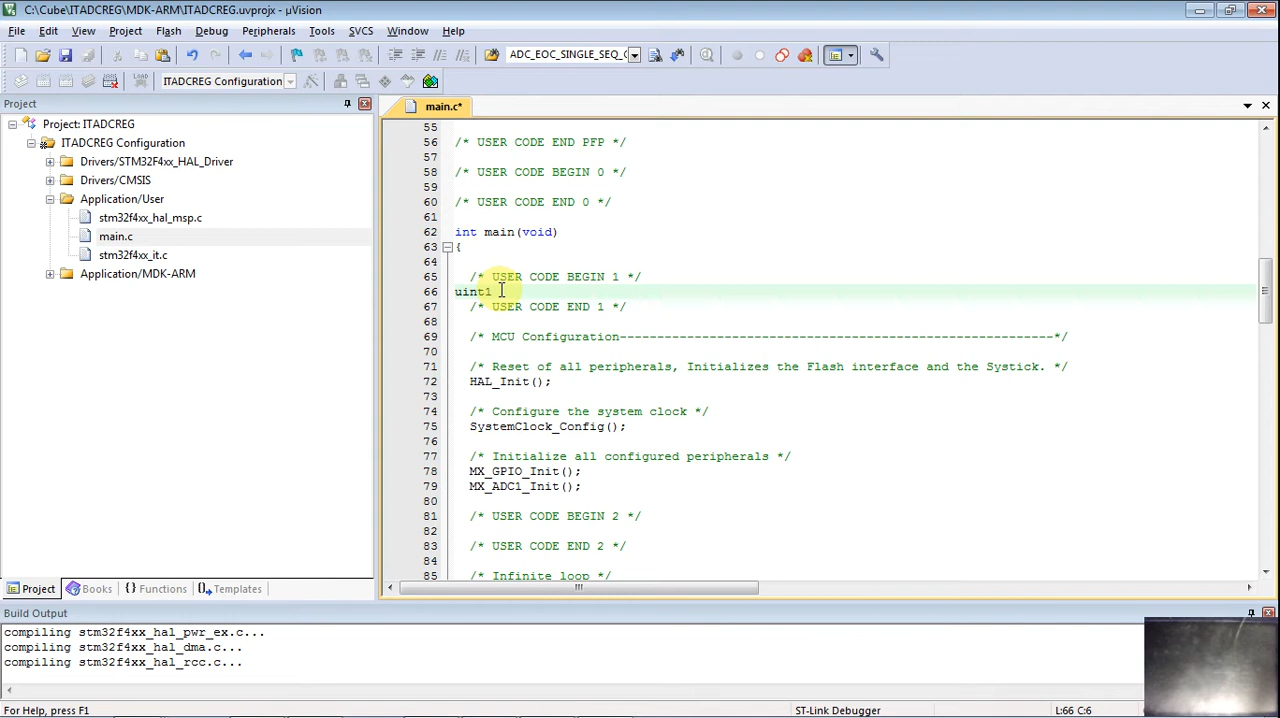 C:\Cube\ITADCREG\MDK-ARM\ITADCREG.uvprojx - µVision
File Edit View Project Flash Debug Peripherals Tools SVCS Window Help
ADC_EOC_SINGLE_SEQ_C
LOAD ITADCREG Configuration
Project
Project: ITADCREG
ITADCREG Configuration
Drivers/STM32F4xx_HAL_Driver
Drivers/CMSIS
Application/User
stm32f4xx_hal_msp.c
main.c
stm32f4xx_it.c
Application/MDK-ARM
Project Books {} Functions Templates
main.c*
55
56 /* USER CODE END PFP */
57
58 /* USER CODE BEGIN 0 */
59
60 /* USER CODE END 0 */
61
62 int main(void)
63 {
64
65 /* USER CODE BEGIN 1 */
66 uint1
67 /* USER CODE END 1 */
68
69 /* MCU Configuration----------------------------------------------------------*/
70
71 /* Reset of all peripherals, Initializes the Flash interface and the Systick. */
72 HAL_Init();
73
74 /* Configure the system clock */
75 SystemClock_Config();
76
77 /* Initialize all configured peripherals */
78 MX_GPIO_Init();
79 MX_ADC1_Init();
80
81 /* USER CODE BEGIN 2 */
82
83 /* USER CODE END 2 */
84
85 /* Infinite loop */
Build Output
compiling stm32f4xx_hal_pwr_ex.c...
compiling stm32f4xx_hal_dma.c...
compiling stm32f4xx_hal_rcc.c...
For Help, press F1 ST-Link Debugger L:66 C:6